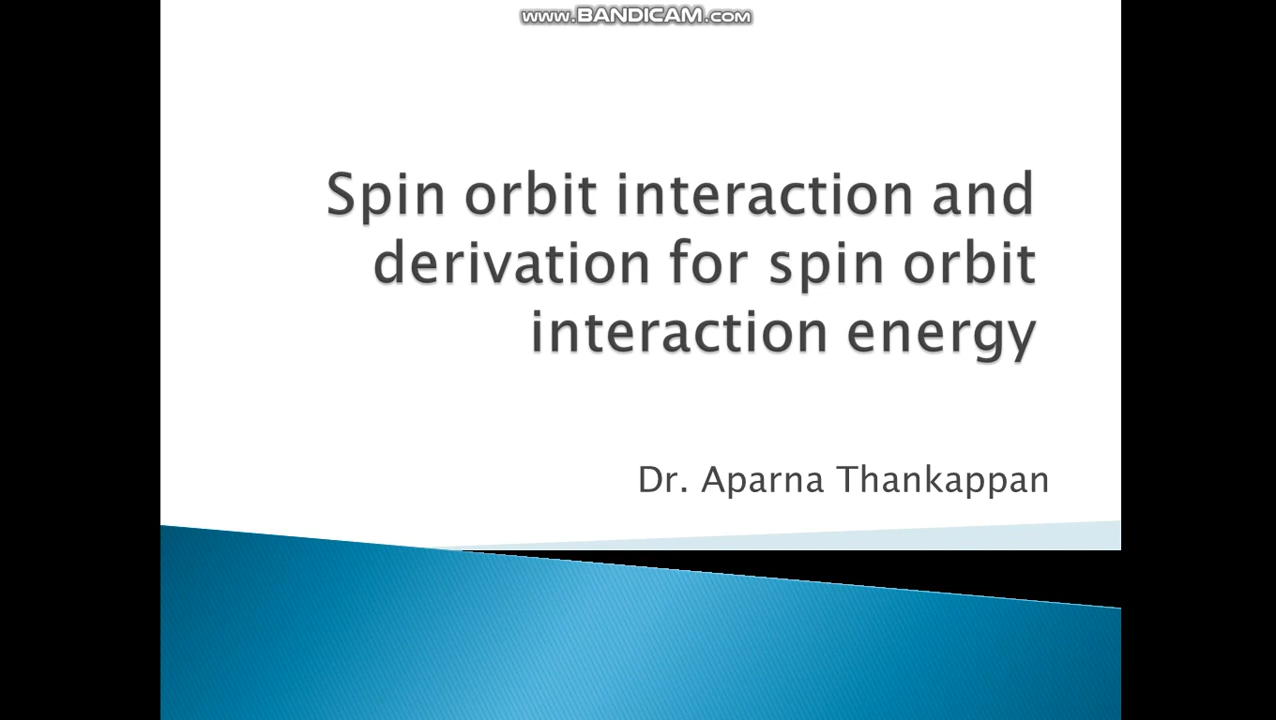 www.BANDICAM.com
Spin orbit interaction and
derivation for spin orbit
interaction energy
Dr. Aparna Thankappan